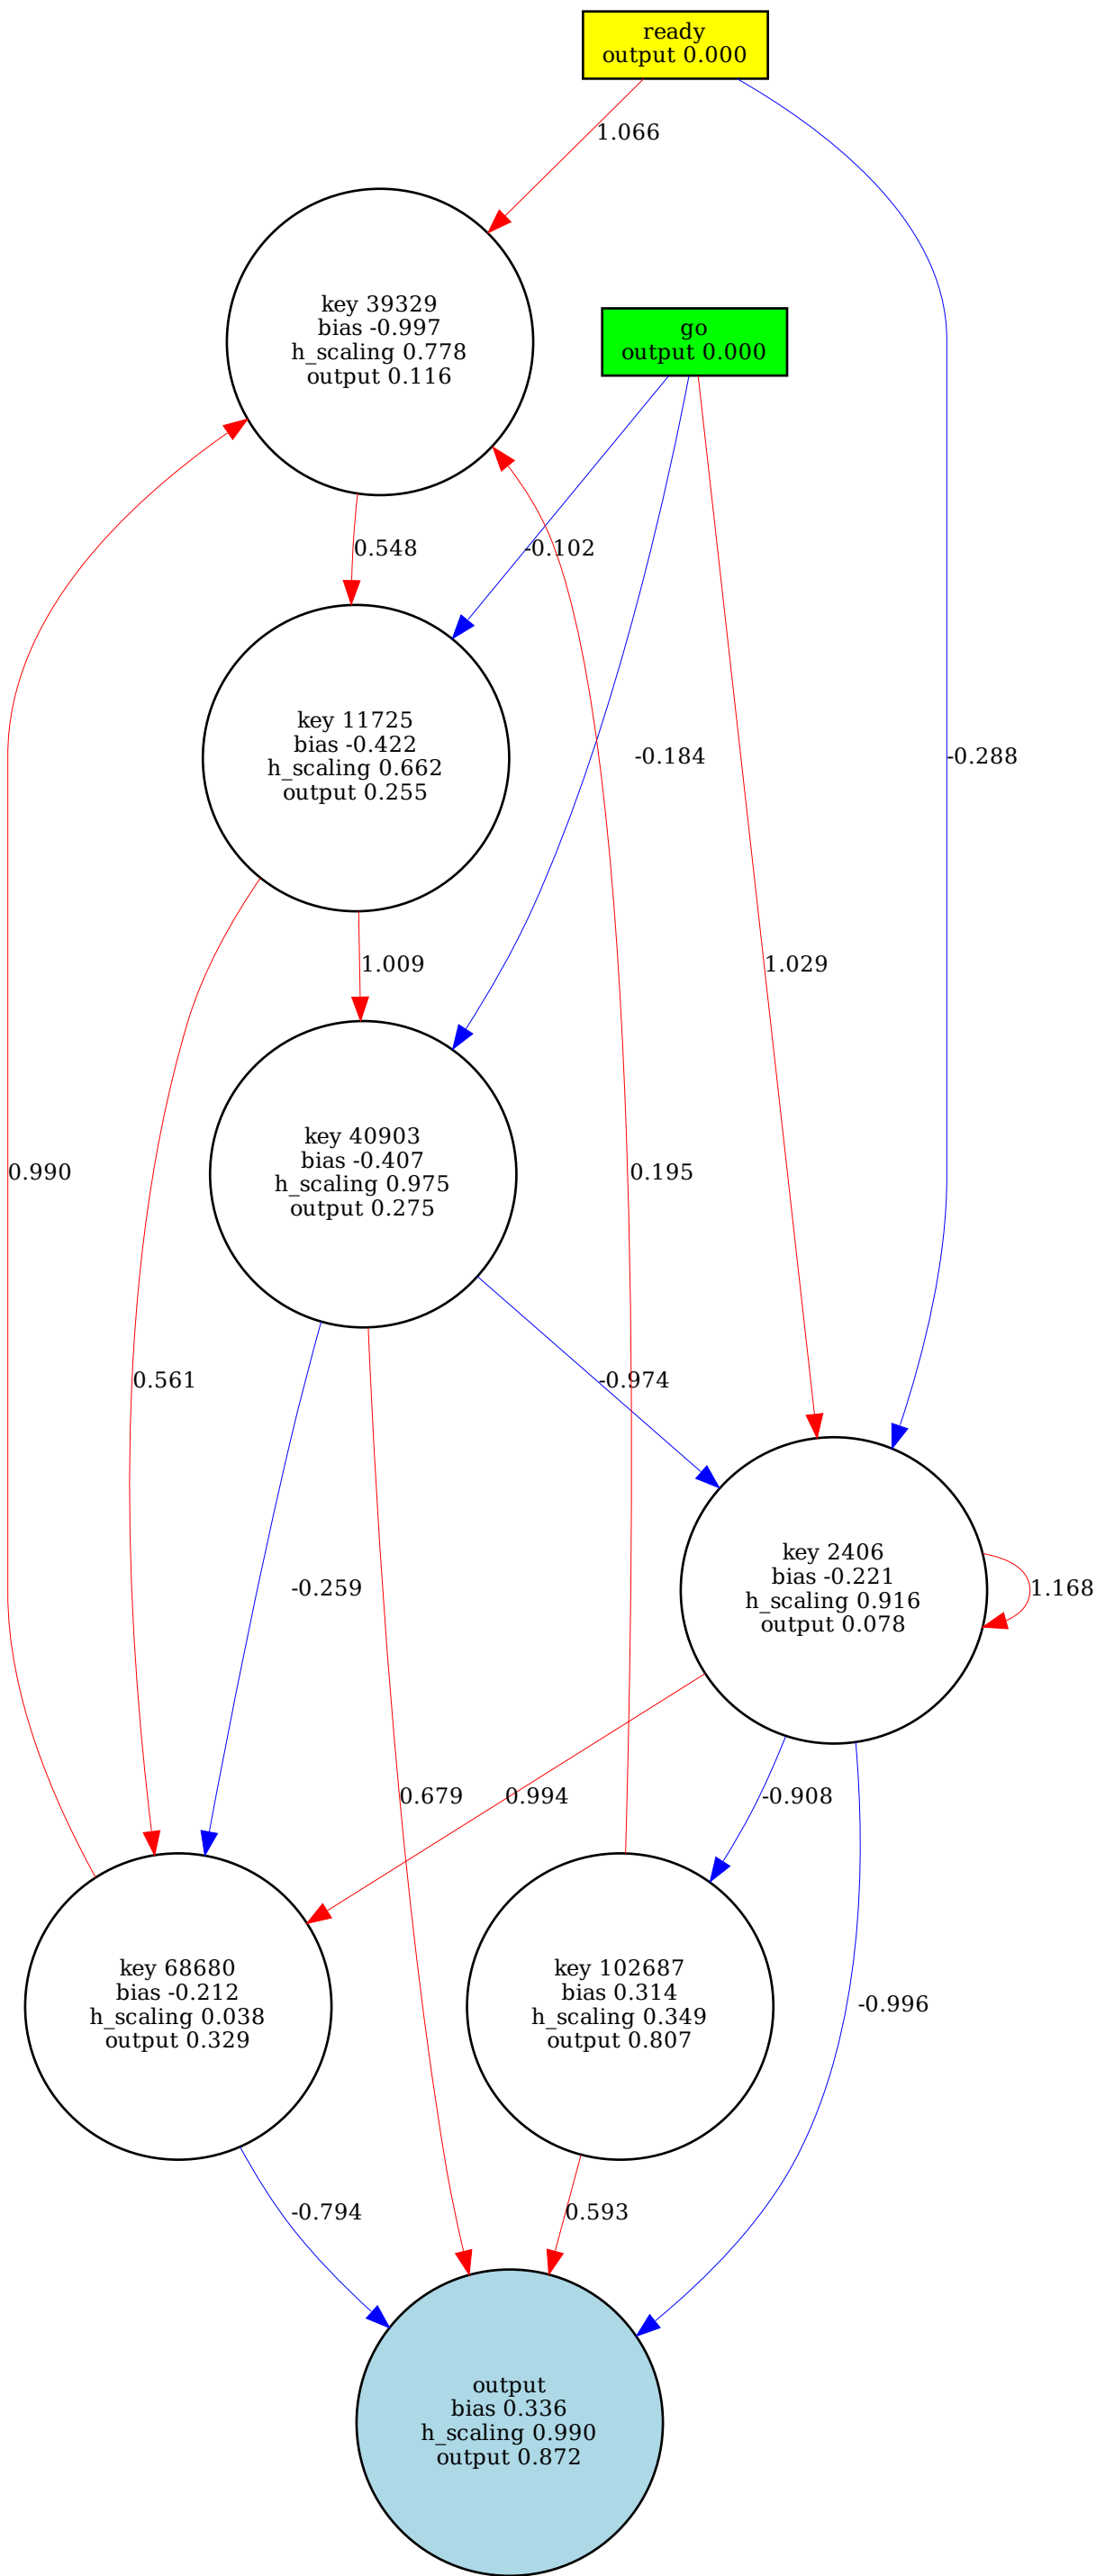 ready
output 0.000
1.066
key 39329
bias -0.997
h_scaling 0.778
output 0.116
go
output 0.000
0.548
-0.102
key 11725
bias -0.422
h_scaling 0.662
output 0.255
-0.184
-0.288
1.009
1.029
key 40903
bias -0.407
h_scaling 0.975
output 0.275
0.990
0.195
0.561
-0.974
key 2406
bias -0.221
h_scaling 0.916
output 0.078
-0.259
1.168
0.679
0.994
-0.908
key 68680
bias -0.212
h_scaling 0.038
output 0.329
key 102687
bias 0.314
h_scaling 0.349
output 0.807
-0.996
-0.794
0.593
output
bias 0.336
h_scaling 0.990
output 0.872